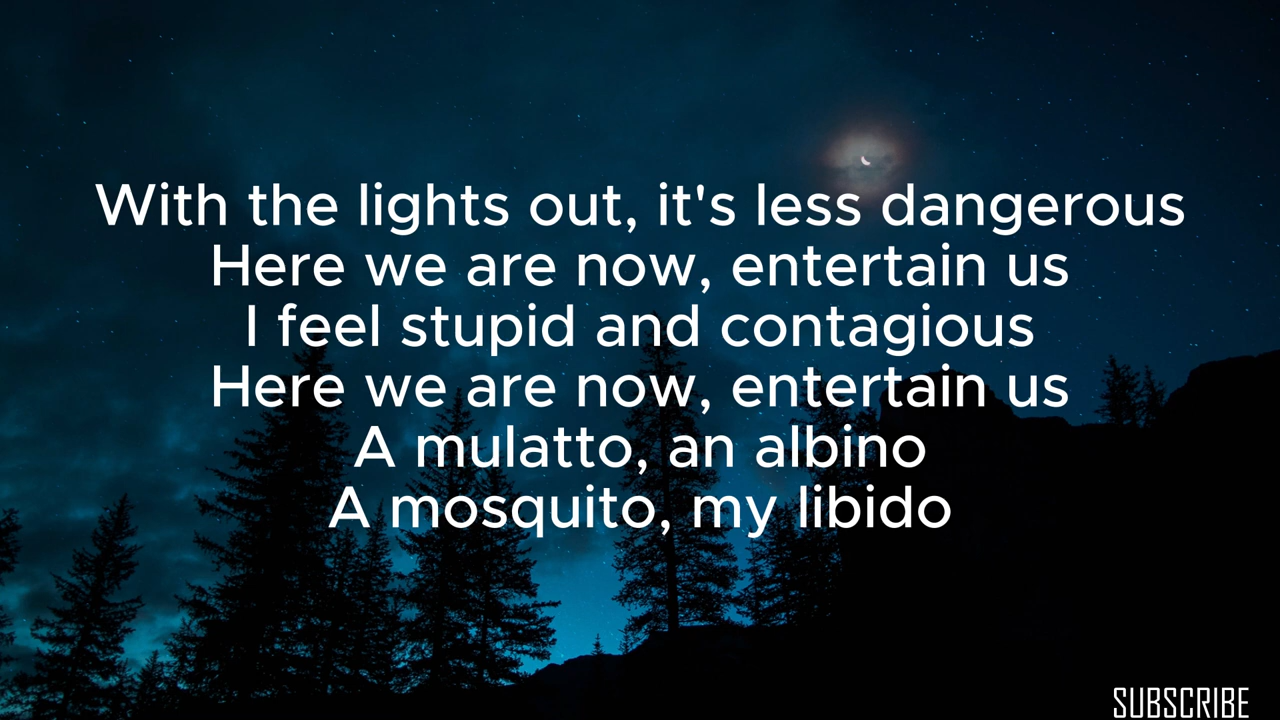 With the lights out, it's less dangerous
Here we are now, entertain us
I feel stupid and contagious
Here we are now, entertain us
A mulatto, an albino
A mosquito, my libido
SUBSCRIBE